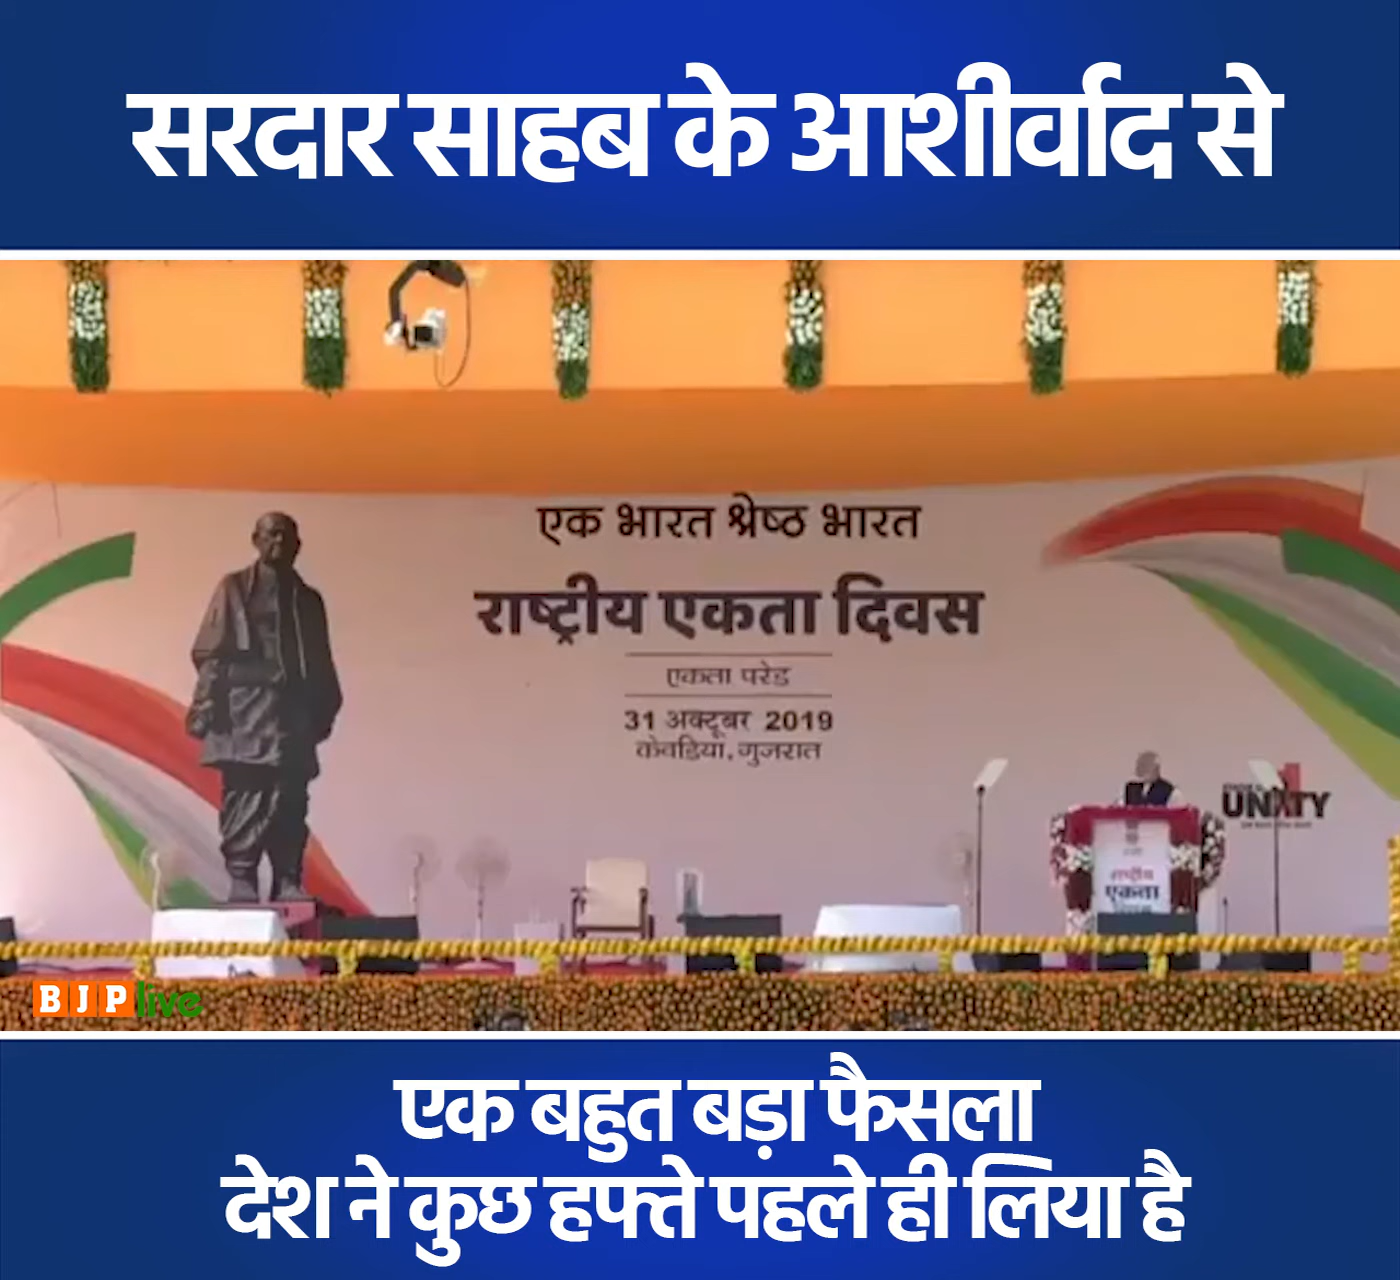 सरदार साहब के आशीर्वाद से
एक भारत श्रेष्ठ भारत
राष्ट्रीय एकता दिवस
एकता परेड
31 अक्टूबर 2019
केवडिया, गुजरात
UNITY
राष्ट्रीय
एकता
BJP live
एक बहुत बड़ा फैसला
देश ने कुछ हफ्ते पहले ही लिया है